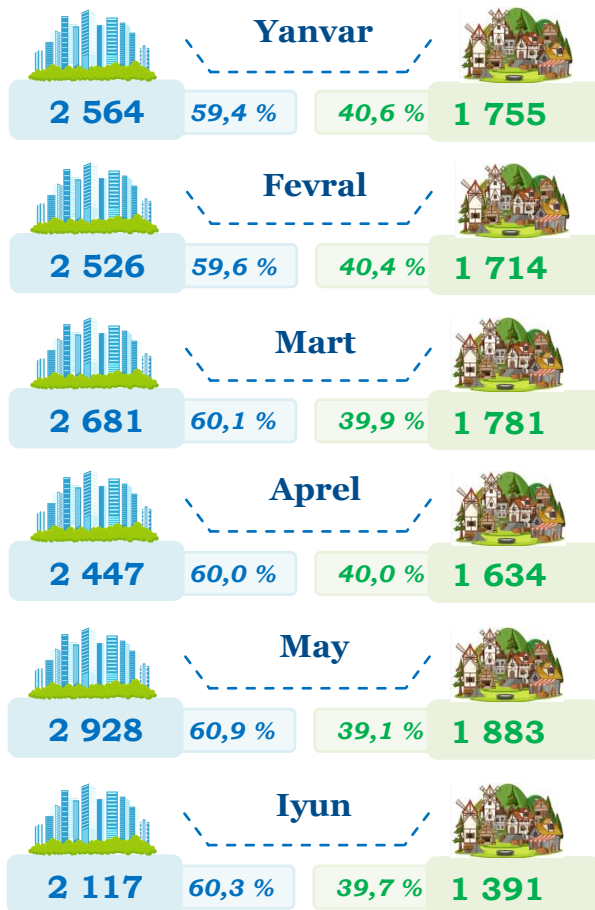 Yanvar
2 564 59,4 % 40,6 % 1 755
Fevral
2 526 59,6 % 40,4 % 1 714
Mart
2 681 60,1 % 39,9 % 1 781
Aprel
2 447 60,0 % 40,0 % 1 634
May
2 928 60,9 % 39,1 % 1 883
Iyun
2 117 60,3 % 39,7 % 1 391